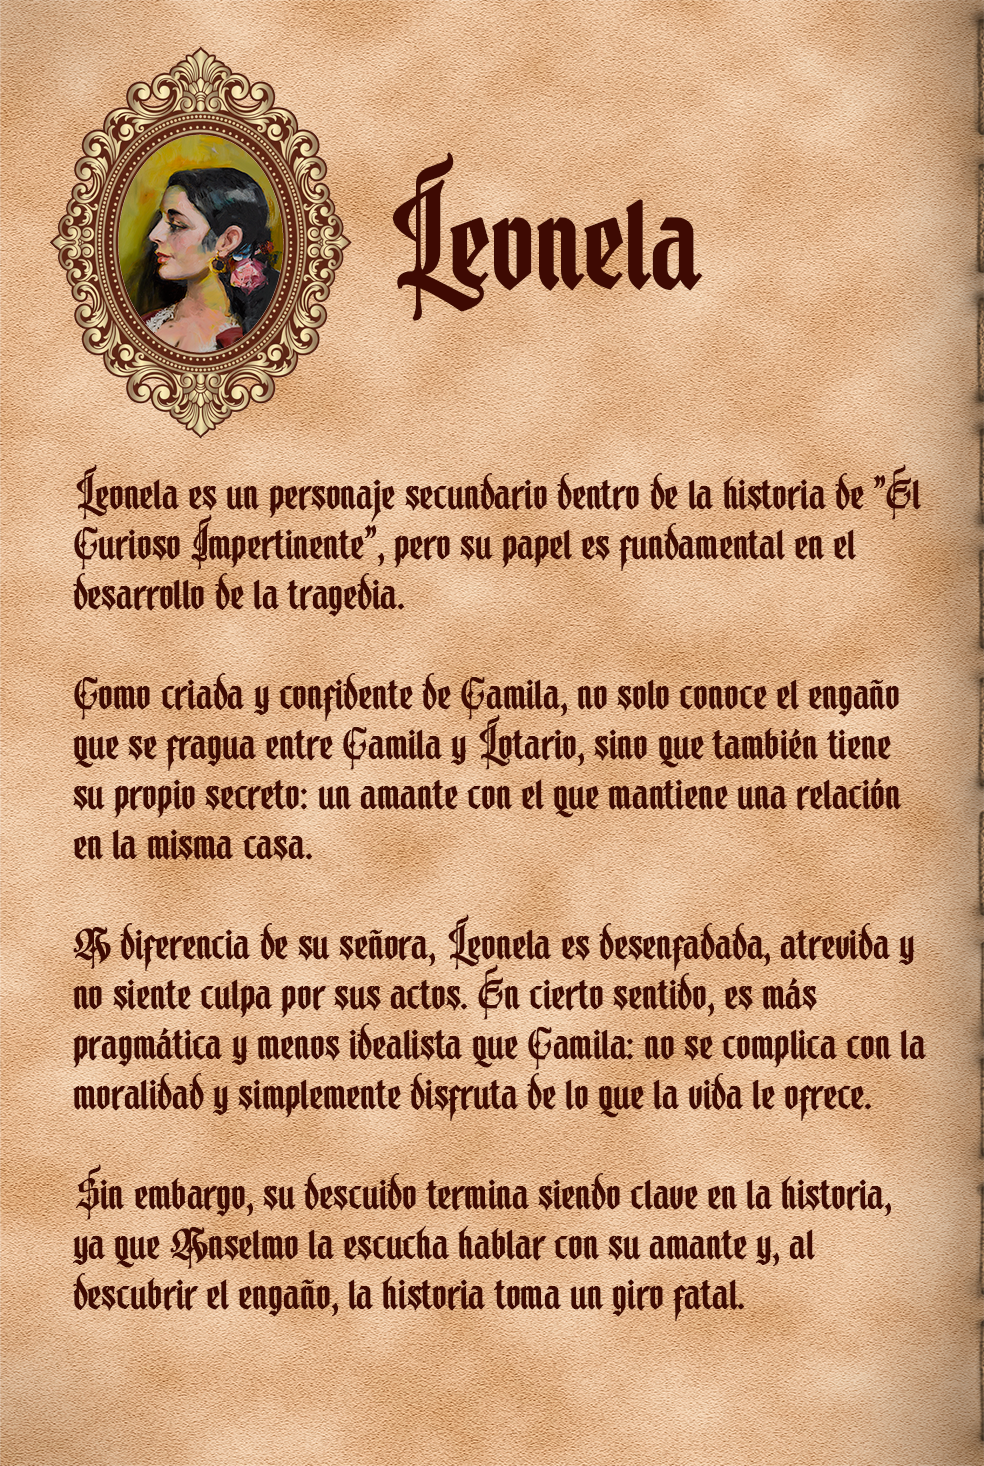 Leonela
Leonela es un personaje secundario dentro de la historia de "El
Curioso Impertinente", pero su papel es fundamental en el
desarrollo de la tragedia.
Como criada y confidente de Camila, no solo conoce el engaño
que se fragua entre Camila y Lotario, sino que también tiene
su propio secreto: un amante con el que mantiene una relación
en la misma casa.
A diferencia de su señora, Leonela es desenfadada, atrevida y
no siente culpa por sus actos. En cierto sentido, es más
pragmática y menos idealista que Camila: no se complica con la
moralidad y simplemente disfruta de lo que la vida le ofrece.
Sin embargo, su descuido termina siendo clave en la historia,
ya que Anselmo la escucha hablar con su amante y, al
descubrir el engaño, la historia toma un giro fatal.